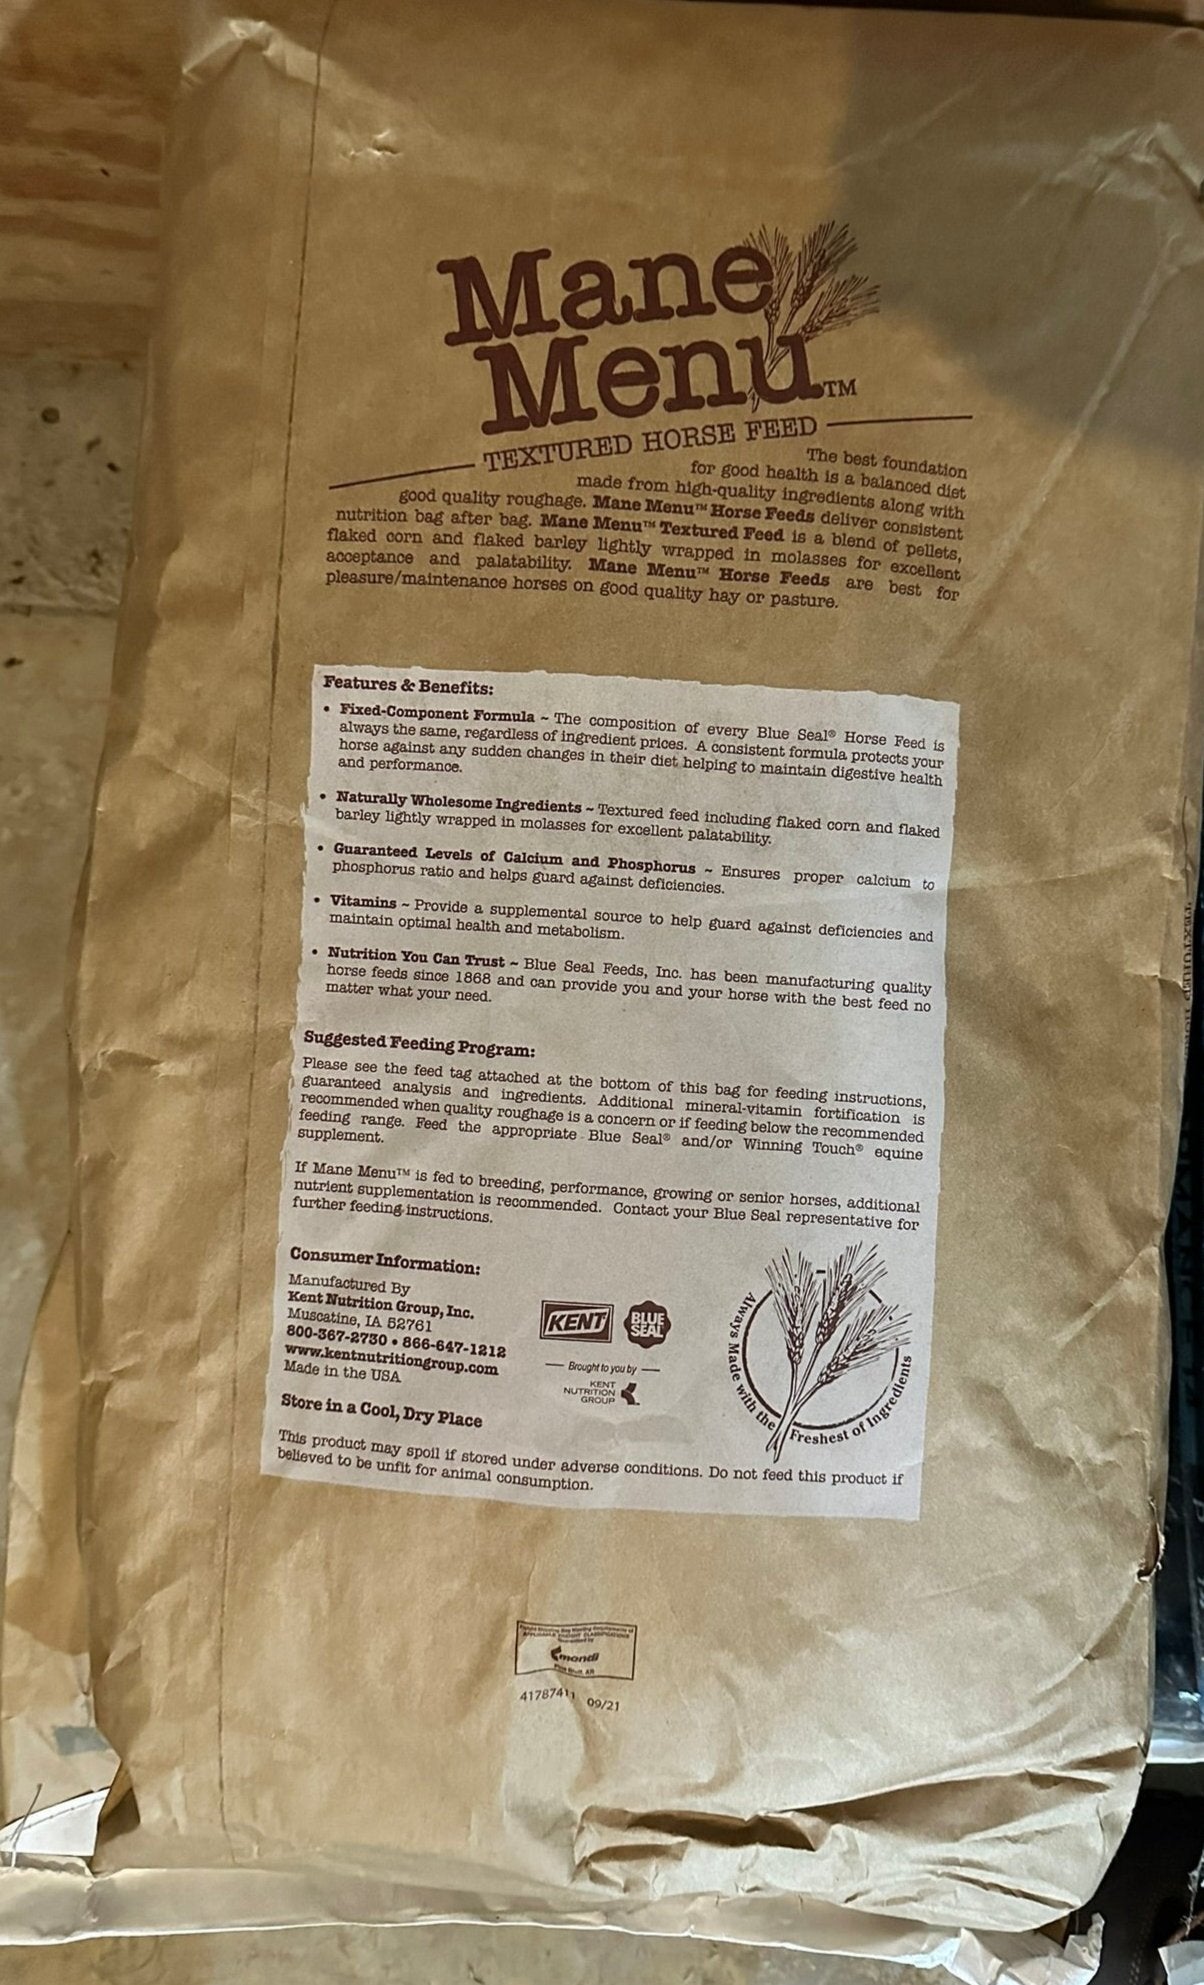 Mane
Menu™
TEXTURED HORSE FEED
The best foundation
for good health is a balanced diet
made from high-quality ingredients along with
good quality roughage. Mane Menu™ Horse Feeds deliver consistent
nutrition bag after bag. Mane Menu™ Textured Feed is a blend of pellets,
flaked corn and flaked barley lightly wrapped in molasses for excellent
acceptance and palatability. Mane Menu™ Horse Feeds are best for
pleasure/maintenance horses on good quality hay or pasture.
Features & Benefits:
• Fixed-Component Formula ~ The composition of every Blue Seal® Horse Feed is
always the same, regardless of ingredient prices. A consistent formula protects your
horse against any sudden changes in their diet helping to maintain digestive health
and performance.
• Naturally Wholesome Ingredients ~ Textured feed including flaked corn and flaked
barley lightly wrapped in molasses for excellent palatability.
• Guaranteed Levels of Calcium and Phosphorus ~ Ensures proper calcium to
phosphorus ratio and helps guard against deficiencies.
• Vitamins ~ Provide a supplemental source to help guard against deficiencies and
maintain optimal health and metabolism.
• Nutrition You Can Trust ~ Blue Seal Feeds, Inc. has been manufacturing quality
horse feeds since 1868 and can provide you and your horse with the best feed no
matter what your need.
Suggested Feeding Program:
Please see the feed tag attached at the bottom of this bag for feeding instructions,
guaranteed analysis and ingredients. Additional mineral-vitamin fortification is
recommended when quality roughage is a concern or if feeding below the recommended
feeding range. Feed the appropriate Blue Seal® and/or Winning Touch® equine
supplement.
If Mane Menu™ is fed to breeding, performance, growing or senior horses, additional
nutrient supplementation is recommended. Contact your Blue Seal representative for
further feeding instructions.
Consumer Information:
Manufactured By
Kent Nutrition Group, Inc.
Muscatine, IA 52761
800-367-2730 • 866-647-1212
www.kentnutritiongroup.com
Made in the USA
KENT
BLUE
SEAL
Brought to you by
KENT
NUTRITION
GROUP
Always Made with the Freshest of Ingredients
Store in a Cool, Dry Place
This product may spoil if stored under adverse conditions. Do not feed this product if
believed to be unfit for animal consumption.
mondi
41787411 09/21